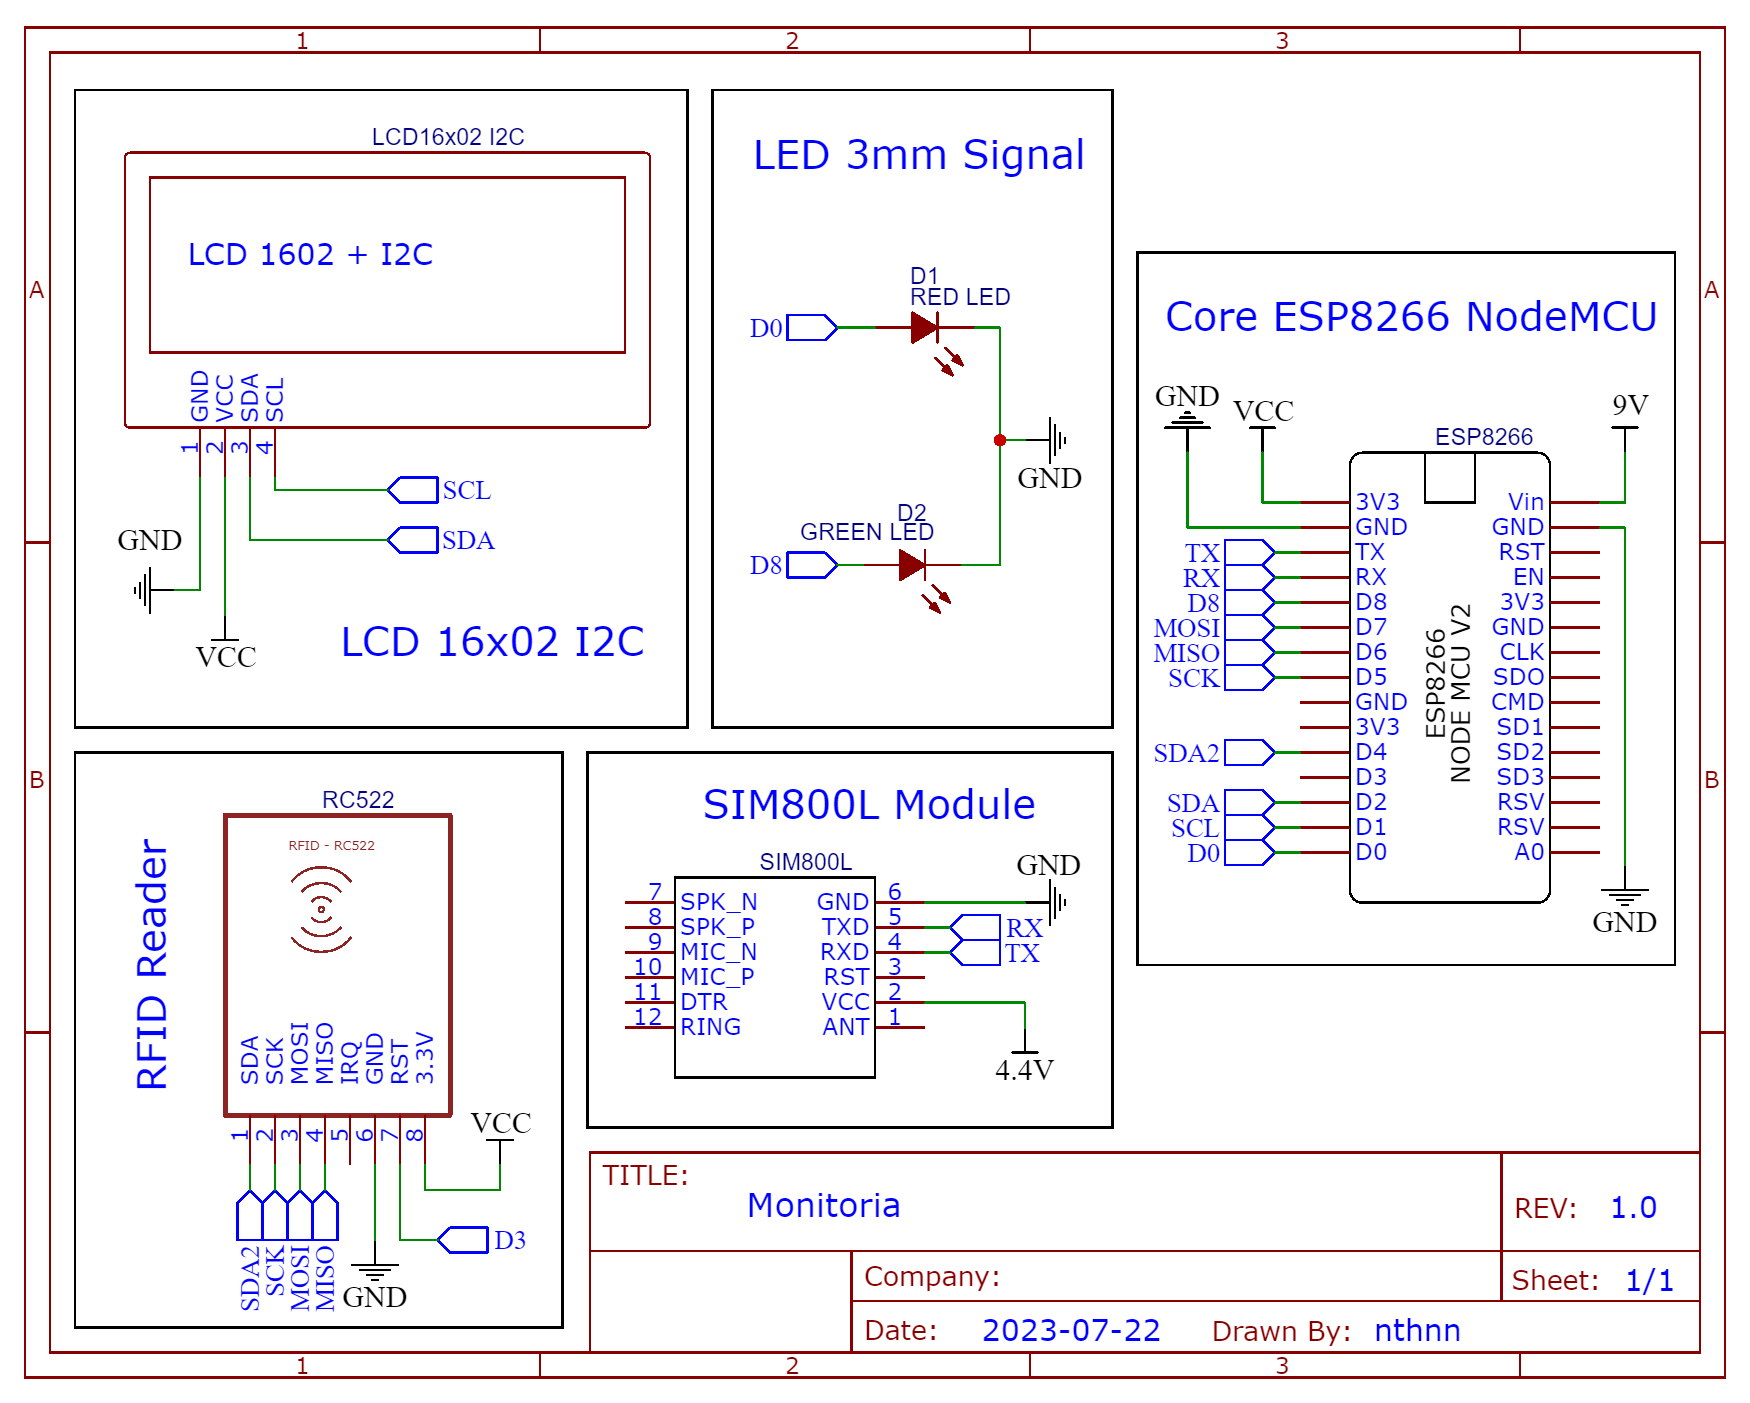 1
2
3
A
A
B
B
LCD16x02 I2C
LCD 1602 + I2C
GND
VCC
SDA
SCL
1
2
3
4
SCL
SDA
GND
VCC
LCD 16x02 I2C
LED 3mm Signal
D1
RED LED
D0
GND
D2
GREEN LED
D8
Core ESP8266 NodeMCU
GND
VCC
9V
ESP8266
ESP8266
NODE MCU V2
3V3
GND
TX
RX
D8
D7
D6
D5
GND
3V3
D4
D3
D2
D1
D0
Vin
GND
RST
EN
3V3
GND
CLK
SDO
CMD
SD1
SD2
SD3
RSV
RSV
A0
TX
RX
D8
MOSI
MISO
SCK
SDA2
SDA
SCL
D0
GND
RFID Reader
RC522
RFID - RC522
SDA
SCK
MOSI
MISO
IRQ
GND
RST
3.3V
1
2
3
4
5
6
7
8
VCC
D3
SDA2
SCK
MOSI
MISO
GND
SIM800L Module
SIM800L
GND
7 SPK_N
8 SPK_P
9 MIC_N
10 MIC_P
11 DTR
12 RING
GND 6
TXD 5
RXD 4
RST 3
VCC 2
ANT 1
RX
TX
4.4V
TITLE:
Monitoria
REV: 1.0
Company:
Sheet: 1/1
Date: 2023-07-22 Drawn By: nthnn
1
2
3